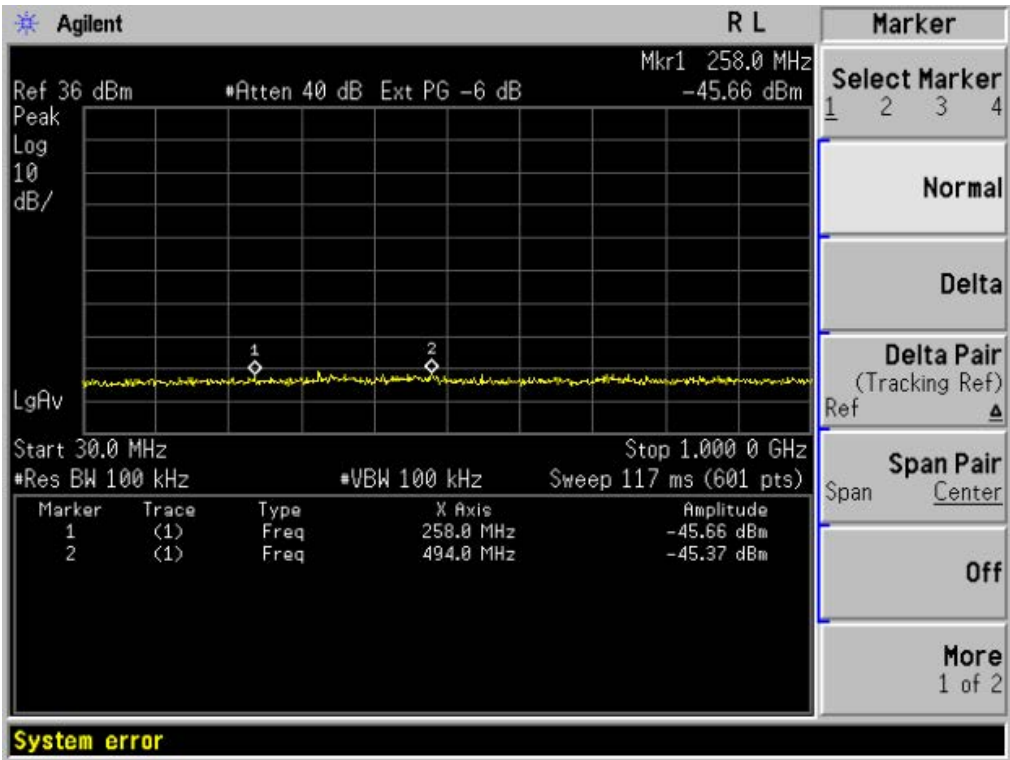 Agilent R L Marker
Mkr1 258.0 MHz
Ref 36 dBm #Atten 40 dB Ext PG -6 dB -45.66 dBm
Peak
Log
10
dB/
1 2
LgAv
Start 30.0 MHz Stop 1.000 0 GHz
#Res BW 100 kHz #VBW 100 kHz Sweep 117 ms (601 pts)
Marker Trace Type X Axis Amplitude
1 (1) Freq 258.0 MHz -45.66 dBm
2 (1) Freq 494.0 MHz -45.37 dBm
Select Marker
1 2 3 4
Normal
Delta
Delta Pair
(Tracking Ref)
Ref Δ
Span Pair
Span Center
Off
More
1 of 2
System error